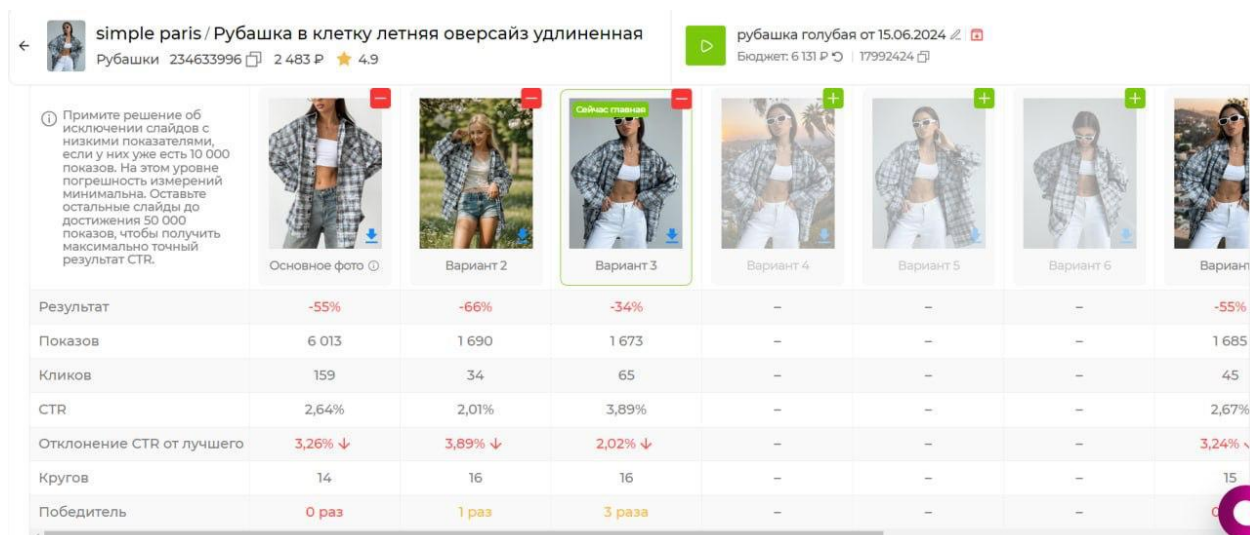 simple paris / Рубашка в клетку летняя оверсайз удлиненная
Рубашки 234633996 2 483 ₽ 4.9
рубашка голубая от 15.06.2024
Бюджет: 6 131 ₽ 17992424
Примите решение об
исключении слайдов с
низкими показателями,
если у них уже есть 10 000
показов. На этом уровне
погрешность измерений
минимальна. Оставьте
остальные слайды до
достижения 50 000
показов, чтобы получить
максимально точный
результат CTR.
Сейчас главная
Основное фото Вариант 2 Вариант 3 Вариант 4 Вариант 5 Вариант 6 Вариант
Результат -55% -66% -34% – – – -55%
Показов 6 013 1 690 1 673 – – – 1 685
Кликов 159 34 65 – – – 45
CTR 2,64% 2,01% 3,89% – – – 2,67%
Отклонение CTR от лучшего 3,26% ↓ 3,89% ↓ 2,02% ↓ – – – 3,24%
Кругов 14 16 16 – – – 15
Победитель 0 раз 1 раз 3 раза – – –